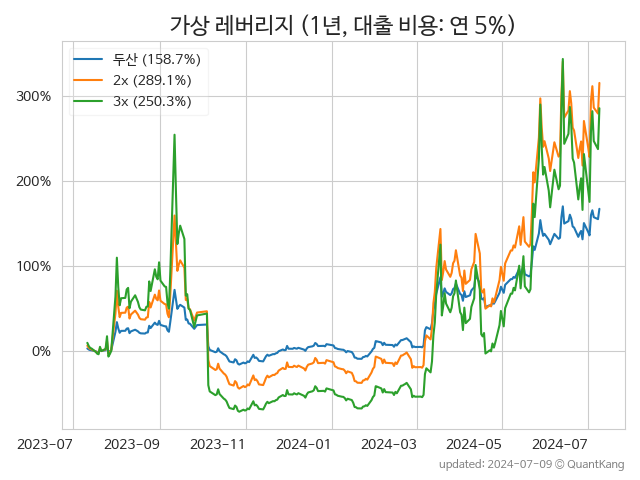 가상 레버리지 (1년, 대출 비용: 연 5%)
두산 (158.7%)
2x (289.1%)
3x (250.3%)
300%
200%
100%
0%
2023-07
2023-09
2023-11
2024-01
2024-03
2024-05
2024-07
updated: 2024-07-09 © QuantKang